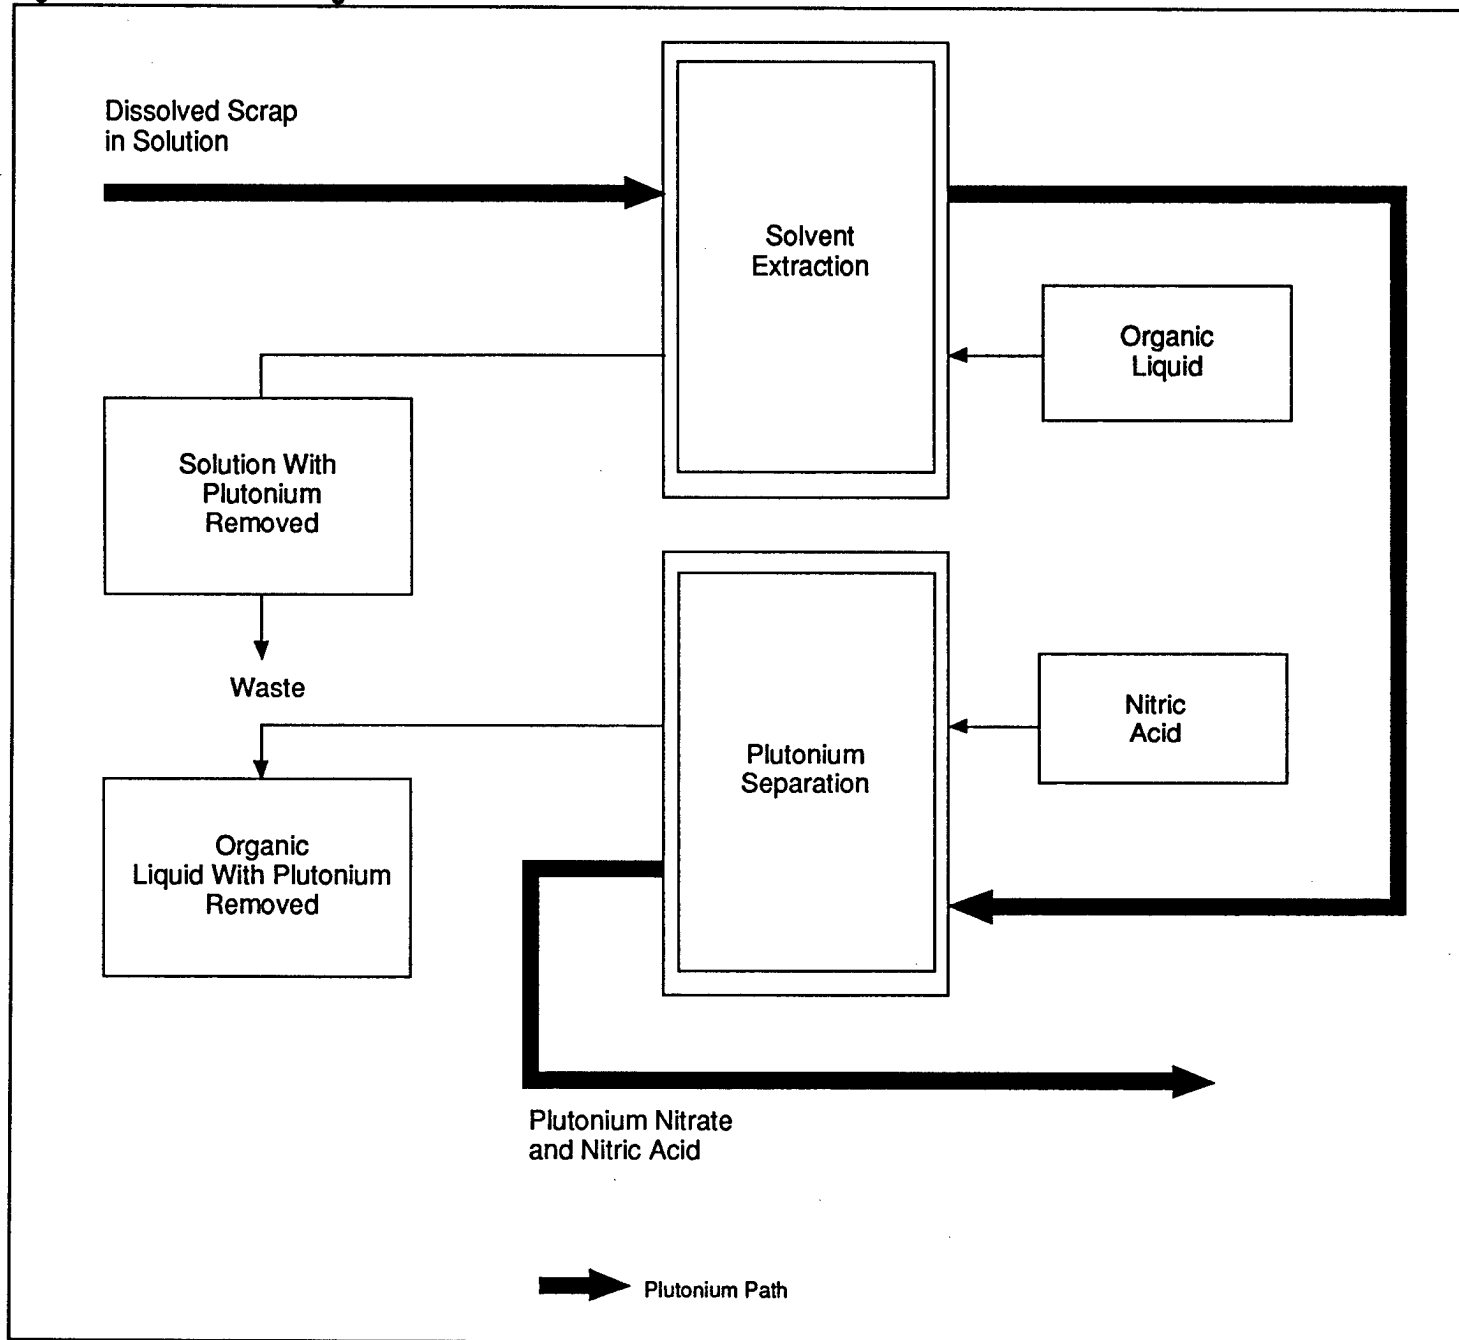 Dissolved Scrap
in Solution
Solvent
Extraction
Organic
Liquid
Solution With
Plutonium
Removed
Waste
Nitric
Acid
Plutonium
Separation
Organic
Liquid With Plutonium
Removed
Plutonium Nitrate
and Nitric Acid
Plutonium Path